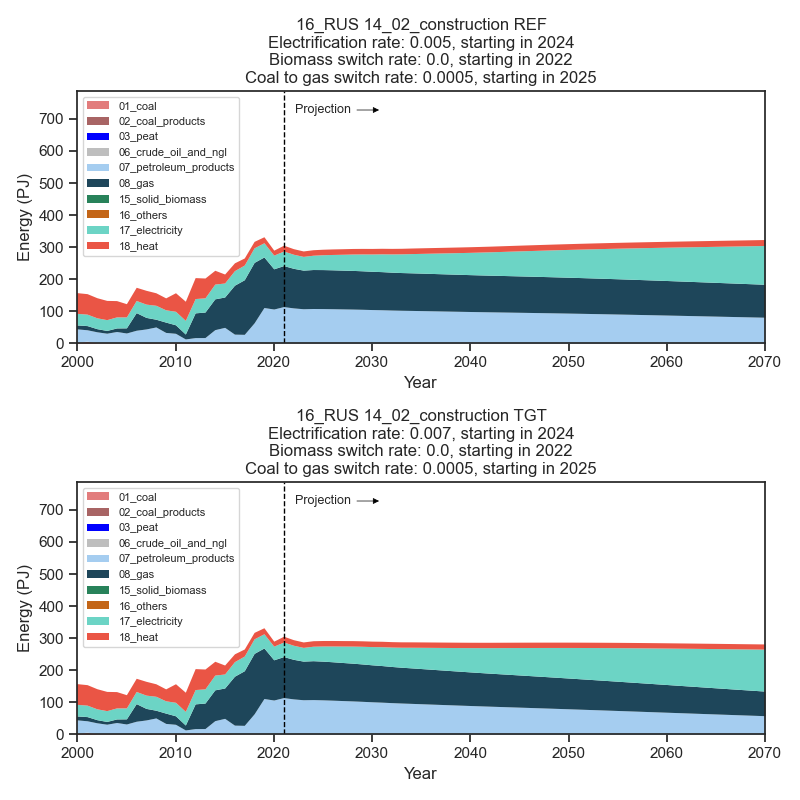 16_RUS 14_02_construction REF
Electrification rate: 0.005, starting in 2024
Biomass switch rate: 0.0, starting in 2022
Coal to gas switch rate: 0.0005, starting in 2025
Energy (PJ)
700
600
500
400
300
200
100
0
01_coal
02_coal_products
03_peat
06_crude_oil_and_ngl
07_petroleum_products
08_gas
15_solid_biomass
16_others
17_electricity
18_heat
Projection
2000 2010 2020 2030 2040 2050 2060 2070
Year
16_RUS 14_02_construction TGT
Electrification rate: 0.007, starting in 2024
Biomass switch rate: 0.0, starting in 2022
Coal to gas switch rate: 0.0005, starting in 2025
Energy (PJ)
700
600
500
400
300
200
100
0
01_coal
02_coal_products
03_peat
06_crude_oil_and_ngl
07_petroleum_products
08_gas
15_solid_biomass
16_others
17_electricity
18_heat
Projection
2000 2010 2020 2030 2040 2050 2060 2070
Year